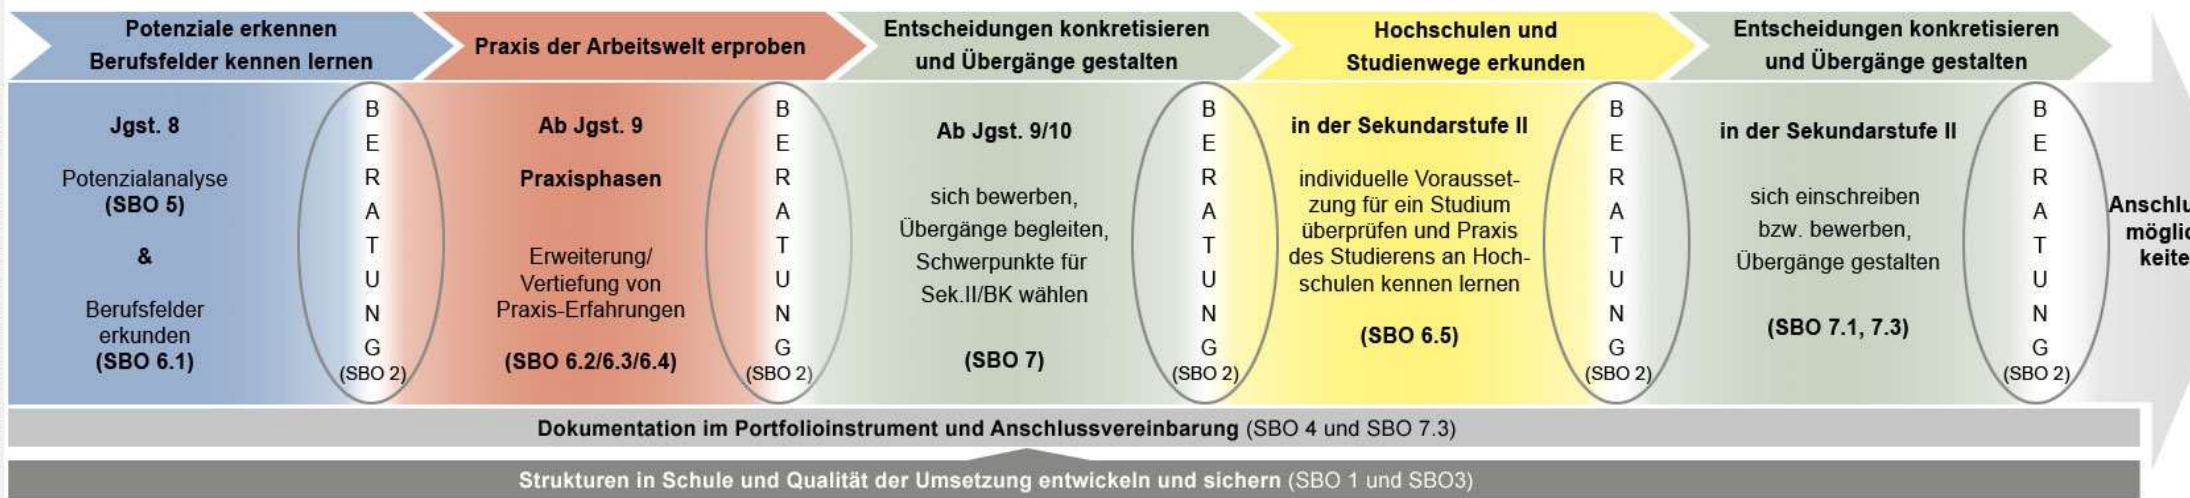 Potenziale erkennen
Berufsfelder kennen lernen
Praxis der Arbeitswelt erproben
Entscheidungen konkretisieren
und Übergänge gestalten
Hochschulen und
Studienwege erkunden
Entscheidungen konkretisieren
und Übergänge gestalten
Jgst. 8
Potenzialanalyse
(SBO 5)
&
Berufsfelder
erkunden
(SBO 6.1)
B
E
R
A
T
U
N
G
(SBO 2)
Ab Jgst. 9
Praxisphasen
Erweiterung/
Vertiefung von
Praxis-Erfahrungen
(SBO 6.2/6.3/6.4)
B
E
R
A
T
U
N
G
(SBO 2)
Ab Jgst. 9/10
sich bewerben,
Übergänge begleiten,
Schwerpunkte für
Sek.II/BK wählen
(SBO 7)
B
E
R
A
T
U
N
G
(SBO 2)
in der Sekundarstufe II
individuelle Vorausset-
zung für ein Studium
überprüfen und Praxis
des Studierens an Hoch-
schulen kennen lernen
(SBO 6.5)
B
E
R
A
T
U
N
G
(SBO 2)
in der Sekundarstufe II
sich einschreiben
bzw. bewerben,
Übergänge gestalten
(SBO 7.1, 7.3)
B
E
R
A
T
U
N
G
(SBO 2)
Dokumentation im Portfolioinstrument und Anschlussvereinbarung (SBO 4 und SBO 7.3)
Strukturen in Schule und Qualität der Umsetzung entwickeln und sichern (SBO 1 und SBO3)